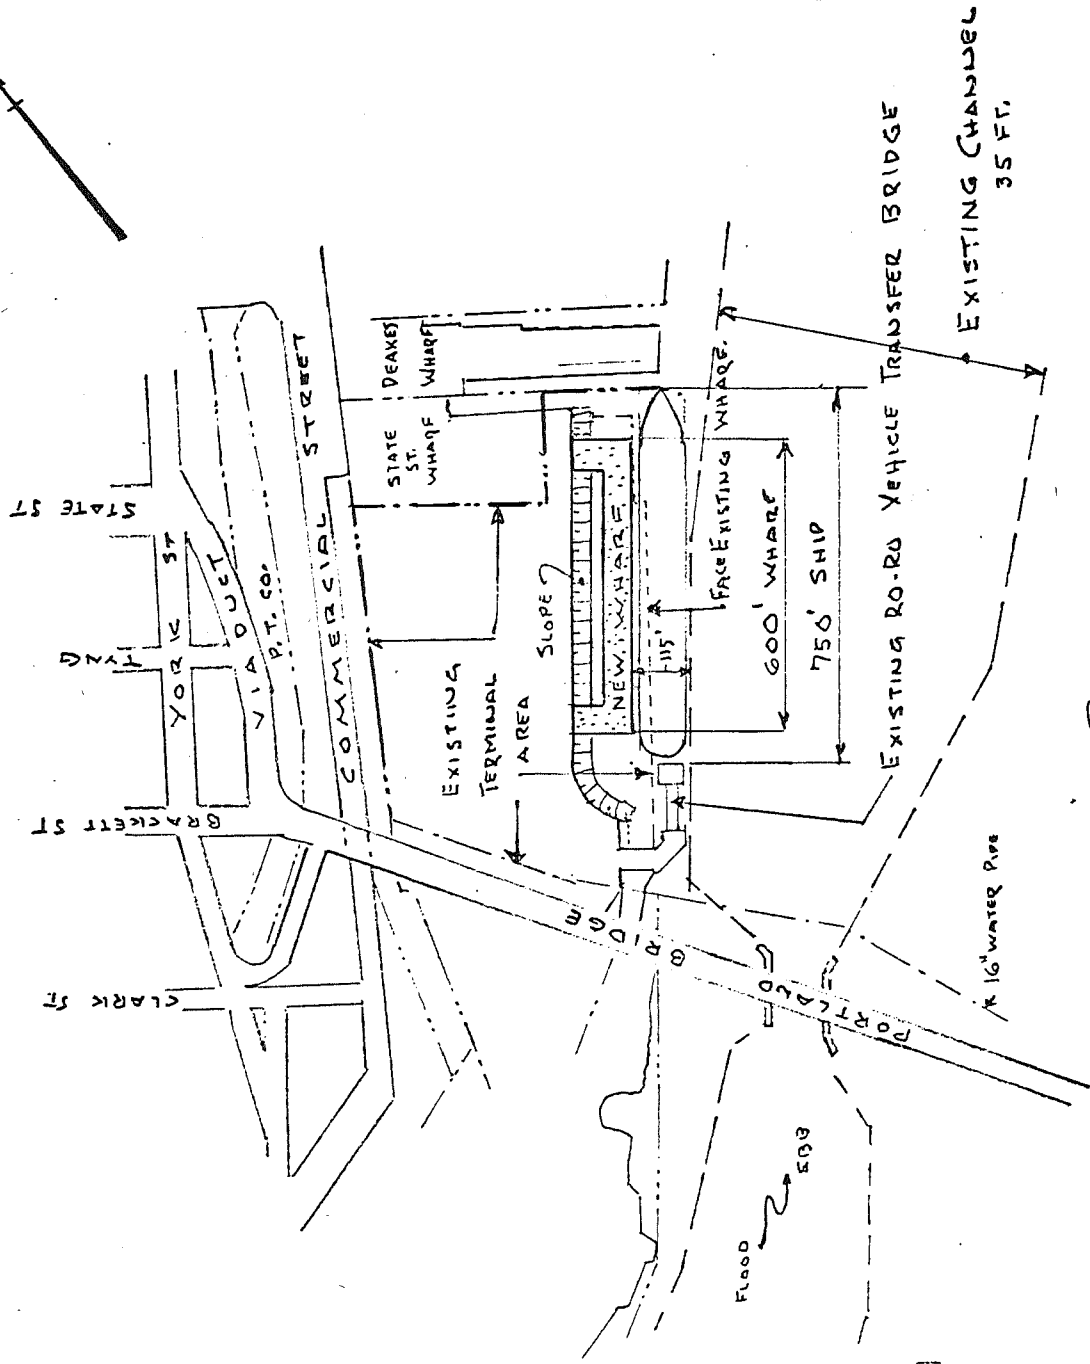 STATE ST
TYNG
BRACKETT ST
CLARK ST.
YORK ST
VIADUCT
P.T. CO.
COMMERCIAL STREET
DEAKES
WHARF
STATE
ST.
WHARF
EXISTING
TERMINAL
AREA
SLOPE
NEW WHARF
115'
FACE EXISTING WHARF.
600' WHARF
750' SHIP
EXISTING RO-RO VEHICLE TRANSFER BRIDGE
EXISTING CHANNEL
35 FT.
PORTLAND BRIDGE
16" WATER PIPE
FLOOD
EBB